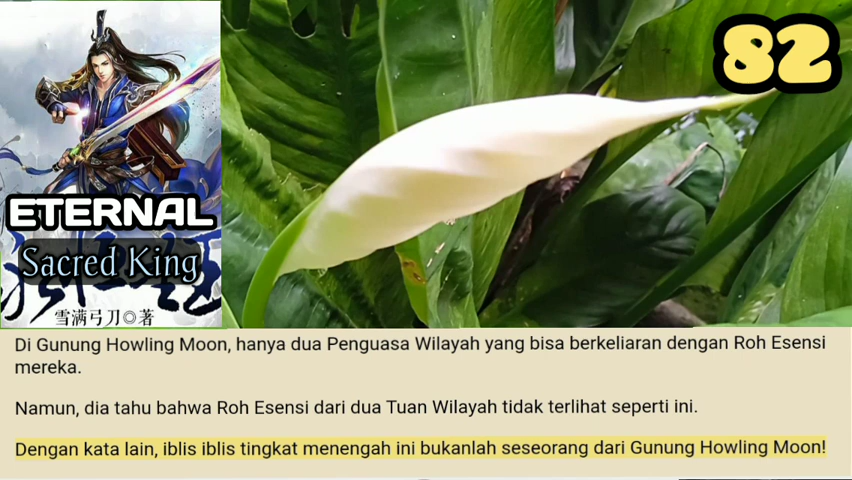 82
ETERNAL
Sacred King
雪满弓刀◎著
Di Gunung Howling Moon, hanya dua Penguasa Wilayah yang bisa berkeliaran dengan Roh Esensi
mereka.
Namun, dia tahu bahwa Roh Esensi dari dua Tuan Wilayah tidak terlihat seperti ini.
Dengan kata lain, iblis iblis tingkat menengah ini bukanlah seseorang dari Gunung Howling Moon!